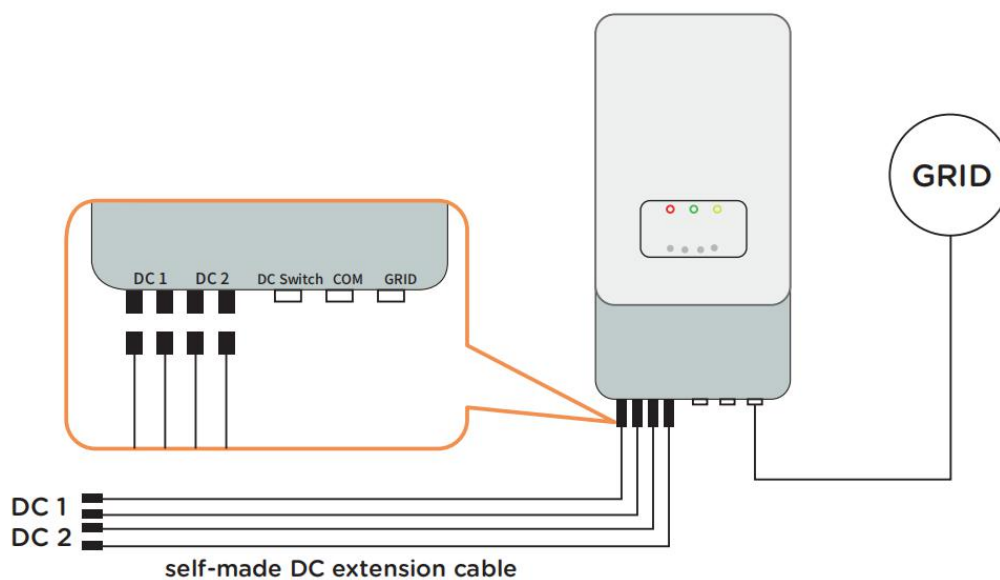 GRID
DC 1 DC 2 DC Switch COM GRID
DC 1
DC 2
self-made DC extension cable